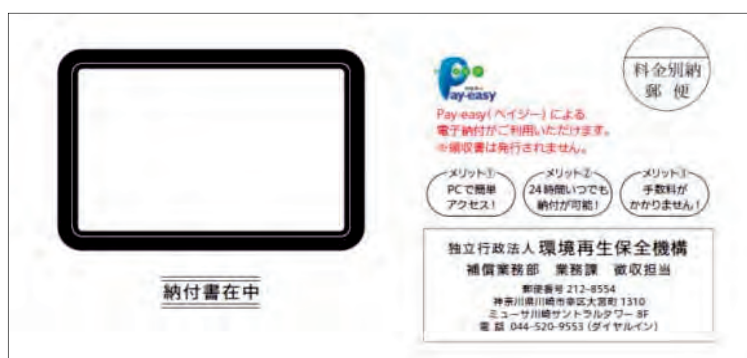 納付書在中
Pay-easy
Pay-easy(ペイジー)による
電子納付がご利用いただけます。
※領収書は発行されません。
料金別納
郵便
メリット①
PCで簡単
アクセス!
メリット②
24時間いつでも
納付が可能!
メリット③
手数料が
かかりません!
独立行政法人 環境再生保全機構
補償業務部 業務課 徴収担当
郵便番号 212-8554
神奈川県川崎市幸区大宮町 1310
ミューザ川崎セントラルタワー 8F
電話 044-520-9553 (ダイヤルイン)